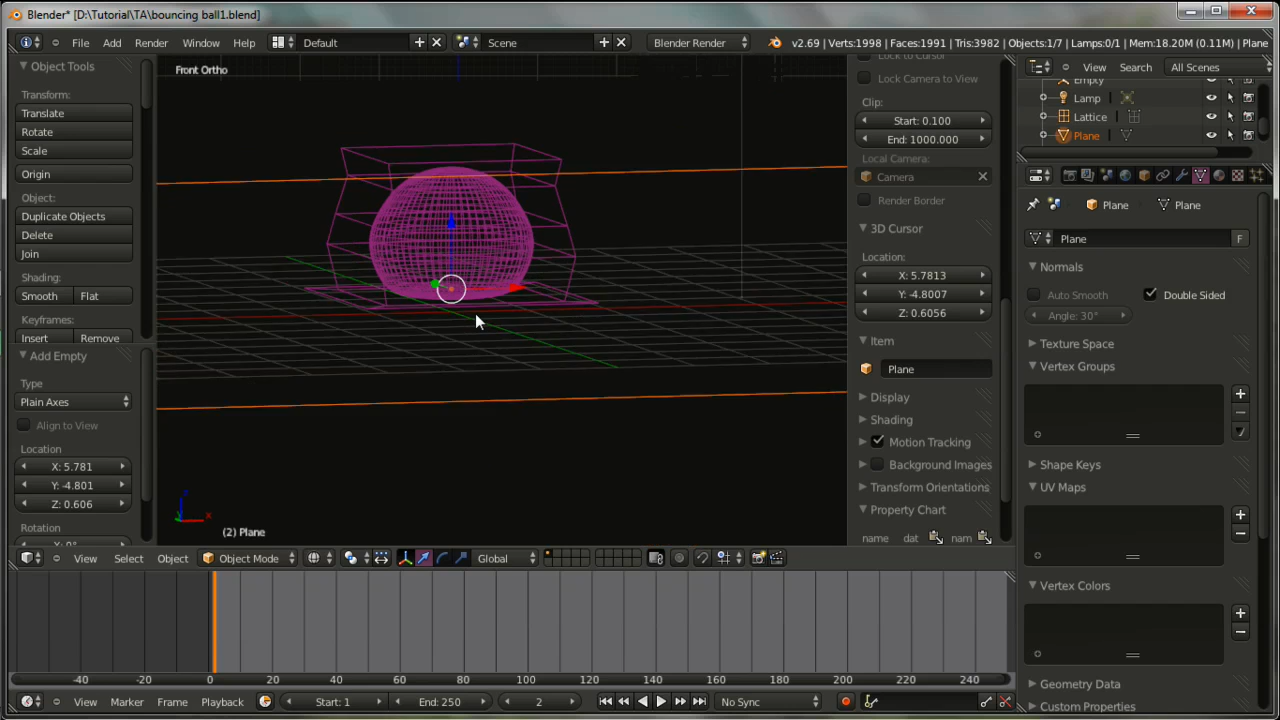 Blender* [D:\Tutorial\TA\bouncing ball1.blend]
File Add Render Window Help Default Scene Blender Render v2.69 | Verts:1998 | Faces:1991 | Tris:3982 | Objects:1/7 | Lamps:0/1 | Mem:18.20M (0.11M) | Plane
Object Tools
Transform:
Translate
Rotate
Scale
Origin
Object:
Duplicate Objects
Delete
Join
Shading:
Smooth Flat
Keyframes:
Insert Remove
Add Empty
Type
Plain Axes
Align to View
Location
X: 5.781
Y: -4.801
Z: 0.606
Rotation
Front Ortho
(2) Plane
View Select Object Object Mode Global
Lock Camera to View
Clip:
Start: 0.100
End: 1000.000
Local Camera:
Camera
Render Border
3D Cursor
Location:
X: 5.7813
Y: -4.8007
Z: 0.6056
Item
Plane
Display
Shading
Motion Tracking
Background Images
Transform Orientations
Property Chart
name dat nam
View Search All Scenes
Empty
Lamp
Lattice
Plane
Plane Plane
Plane F
Normals
Auto Smooth Double Sided
Angle: 30°
Texture Space
Vertex Groups
Shape Keys
UV Maps
Vertex Colors
Geometry Data
Custom Properties
-40 -20 0 20 40 60 80 100 120 140 160 180 200 220 240
View Marker Frame Playback Start: 1 End: 250 2 No Sync